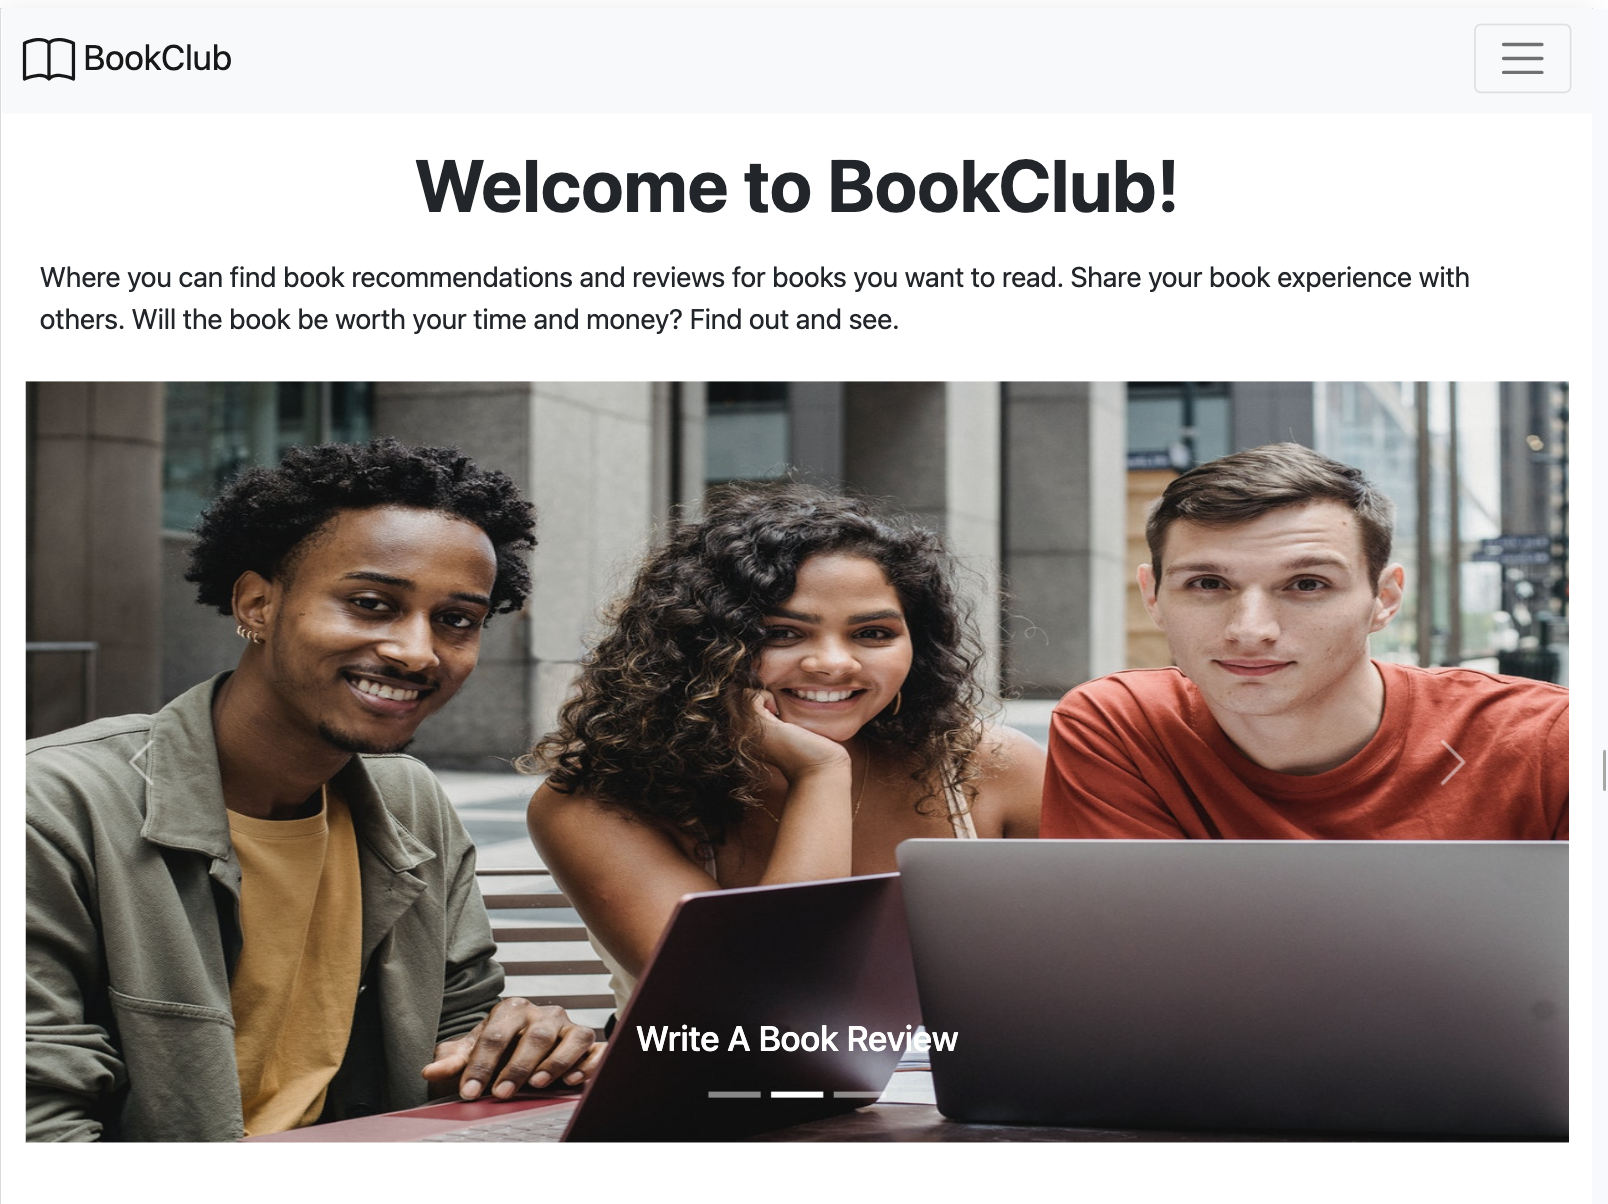 BookClub
Welcome to BookClub!
Where you can find book recommendations and reviews for books you want to read. Share your book experience with
others. Will the book be worth your time and money? Find out and see.
Write A Book Review